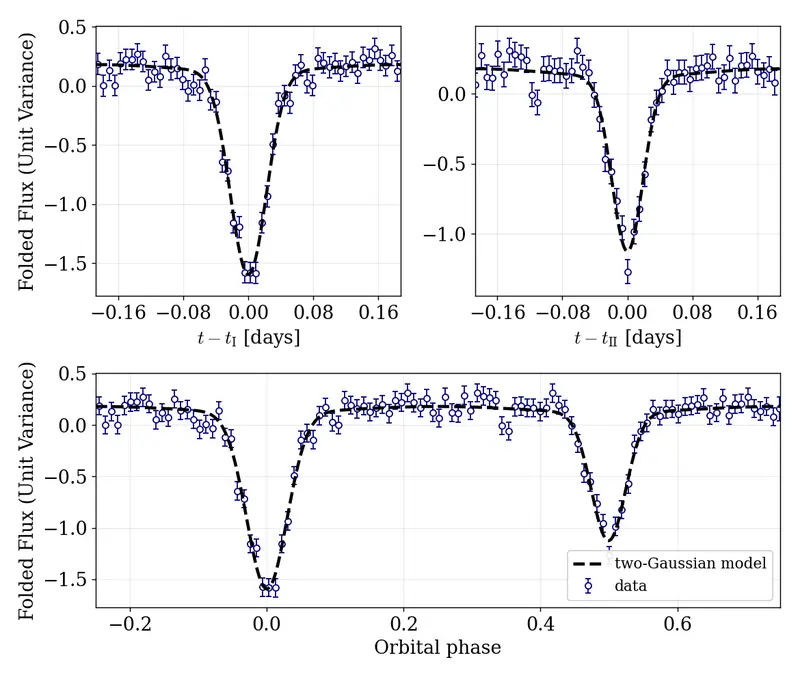 Folded Flux (Unit Variance)
0.5
0.0
−0.5
−1.0
−1.5
−0.16 −0.08 0.00 0.08 0.16
t − t_I [days]
0.0
−0.5
−1.0
−0.16 −0.08 0.00 0.08 0.16
t − t_II [days]
Folded Flux (Unit Variance)
0.5
0.0
−0.5
−1.0
−1.5
two-Gaussian model
data
−0.2 0.0 0.2 0.4 0.6
Orbital phase